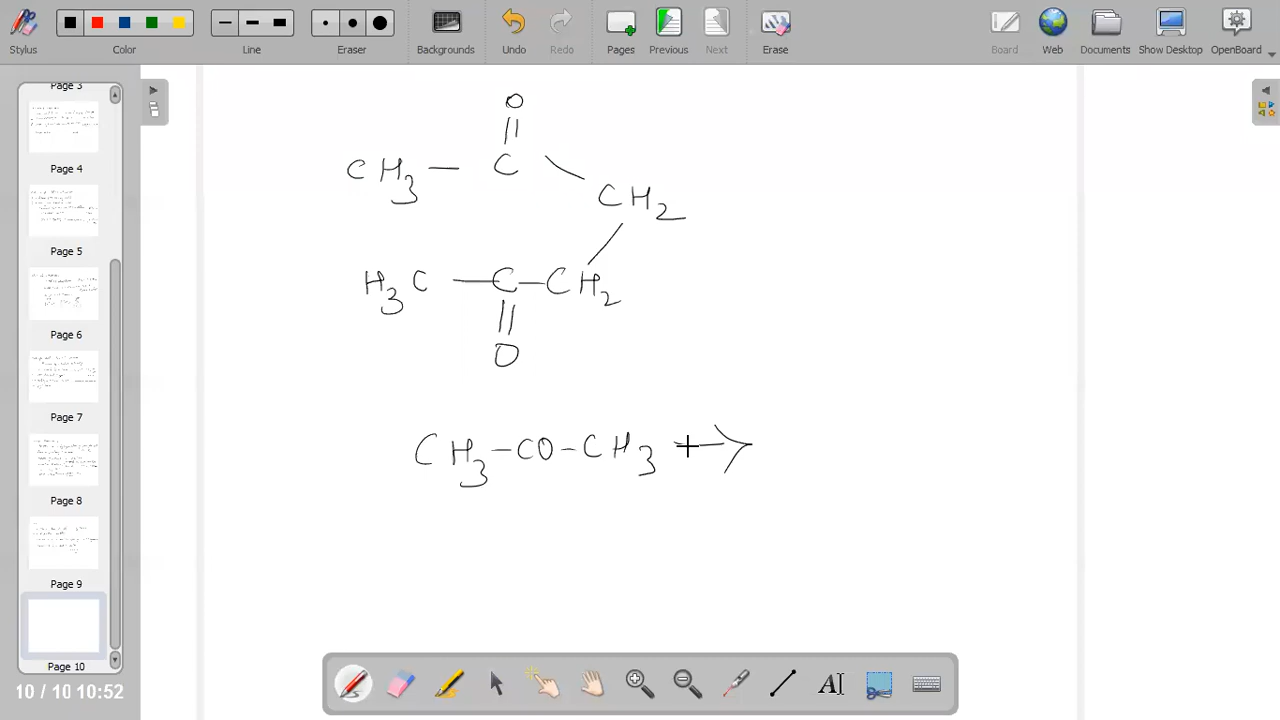 Stylus Color Line Eraser Backgrounds Undo Redo Pages Previous Next Erase Board Web Documents Show Desktop OpenBoard
Page 3
Page 4
Page 5
Page 6
Page 7
Page 8
Page 9
Page 10
10 / 10 10:52
O
||
CH3 — C
CH2
H3C — C — CH2
||
O
CH3 – CO – CH3 →